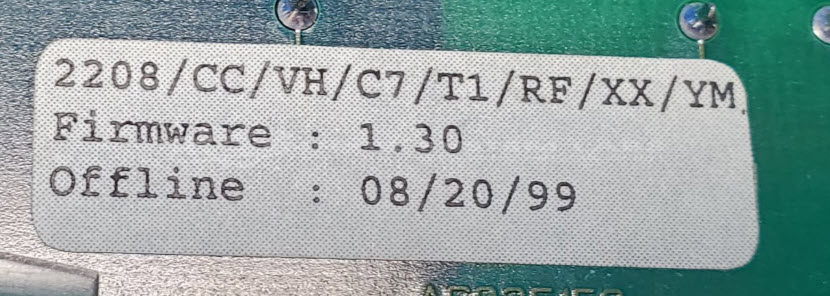 2208/CC/VH/C7/T1/RF/XX/YM
Firmware : 1.30
Offline : 08/20/99